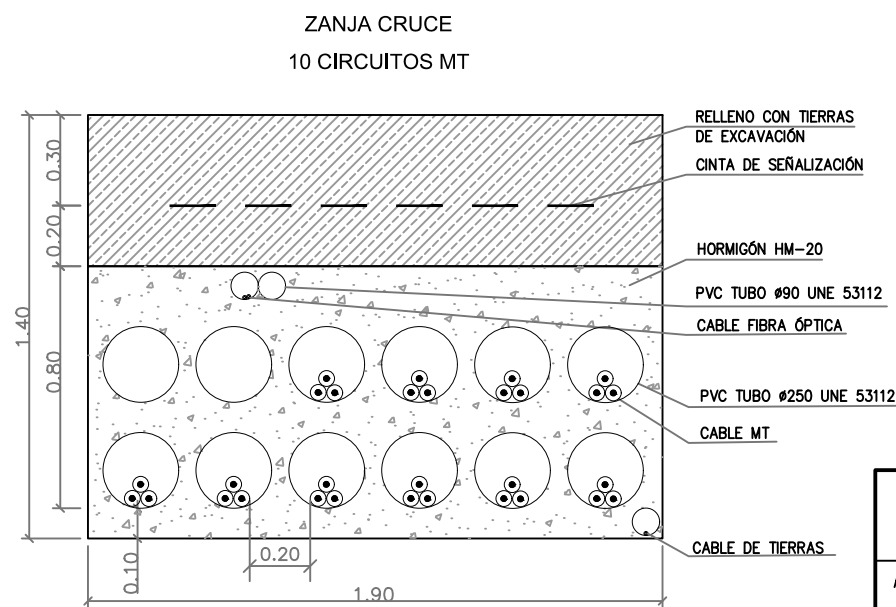 ZANJA CRUCE
10 CIRCUITOS MT
RELLENO CON TIERRAS
DE EXCAVACIÓN
CINTA DE SEÑALIZACIÓN
HORMIGÓN HM-20
PVC TUBO ø90 UNE 53112
CABLE FIBRA ÓPTICA
PVC TUBO ø250 UNE 53112
CABLE MT
CABLE DE TIERRAS
0.30
0.20
1.40
0.80
0.10
0.20
1.90